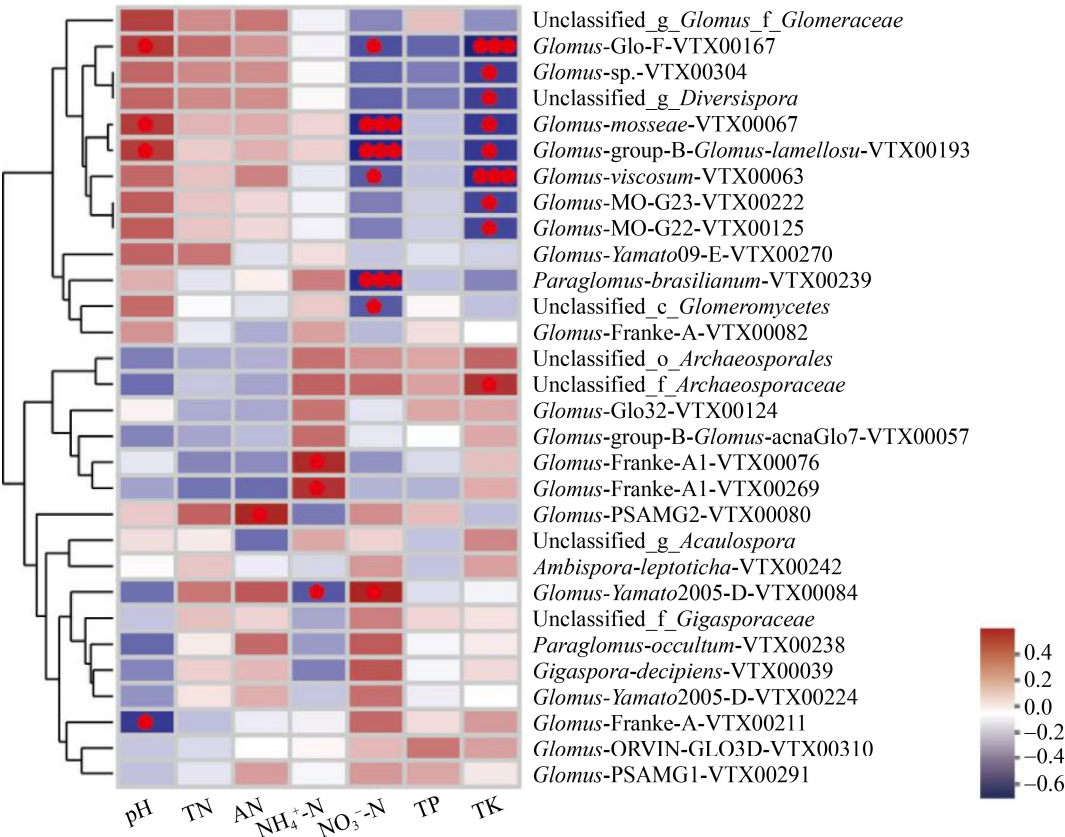 Unclassified_g_Glomus_f_Glomeraceae
Glomus-Glo-F-VTX00167
Glomus-sp.-VTX00304
Unclassified_g_Diversispora
Glomus-mosseae-VTX00067
Glomus-group-B-Glomus-lamellosu-VTX00193
Glomus-viscosum-VTX00063
Glomus-MO-G23-VTX00222
Glomus-MO-G22-VTX00125
Glomus-Yamato09-E-VTX00270
Paraglomus-brasilianum-VTX00239
Unclassified_c_Glomeromycetes
Glomus-Franke-A-VTX00082
Unclassified_o_Archaeosporales
Unclassified_f_Archaeosporaceae
Glomus-Glo32-VTX00124
Glomus-group-B-Glomus-acnaGlo7-VTX00057
Glomus-Franke-A1-VTX00076
Glomus-Franke-A1-VTX00269
Glomus-PSAMG2-VTX00080
Unclassified_g_Acaulospora
Ambispora-leptoticha-VTX00242
Glomus-Yamato2005-D-VTX00084
Unclassified_f_Gigasporaceae
Paraglomus-occultum-VTX00238
Gigaspora-decipiens-VTX00039
Glomus-Yamato2005-D-VTX00224
Glomus-Franke-A-VTX00211
Glomus-ORVIN-GLO3D-VTX00310
Glomus-PSAMG1-VTX00291
0.4
0.2
0.0
−0.2
−0.4
−0.6
pH TN AN NH₄⁺-N NO₃⁻-N TP TK